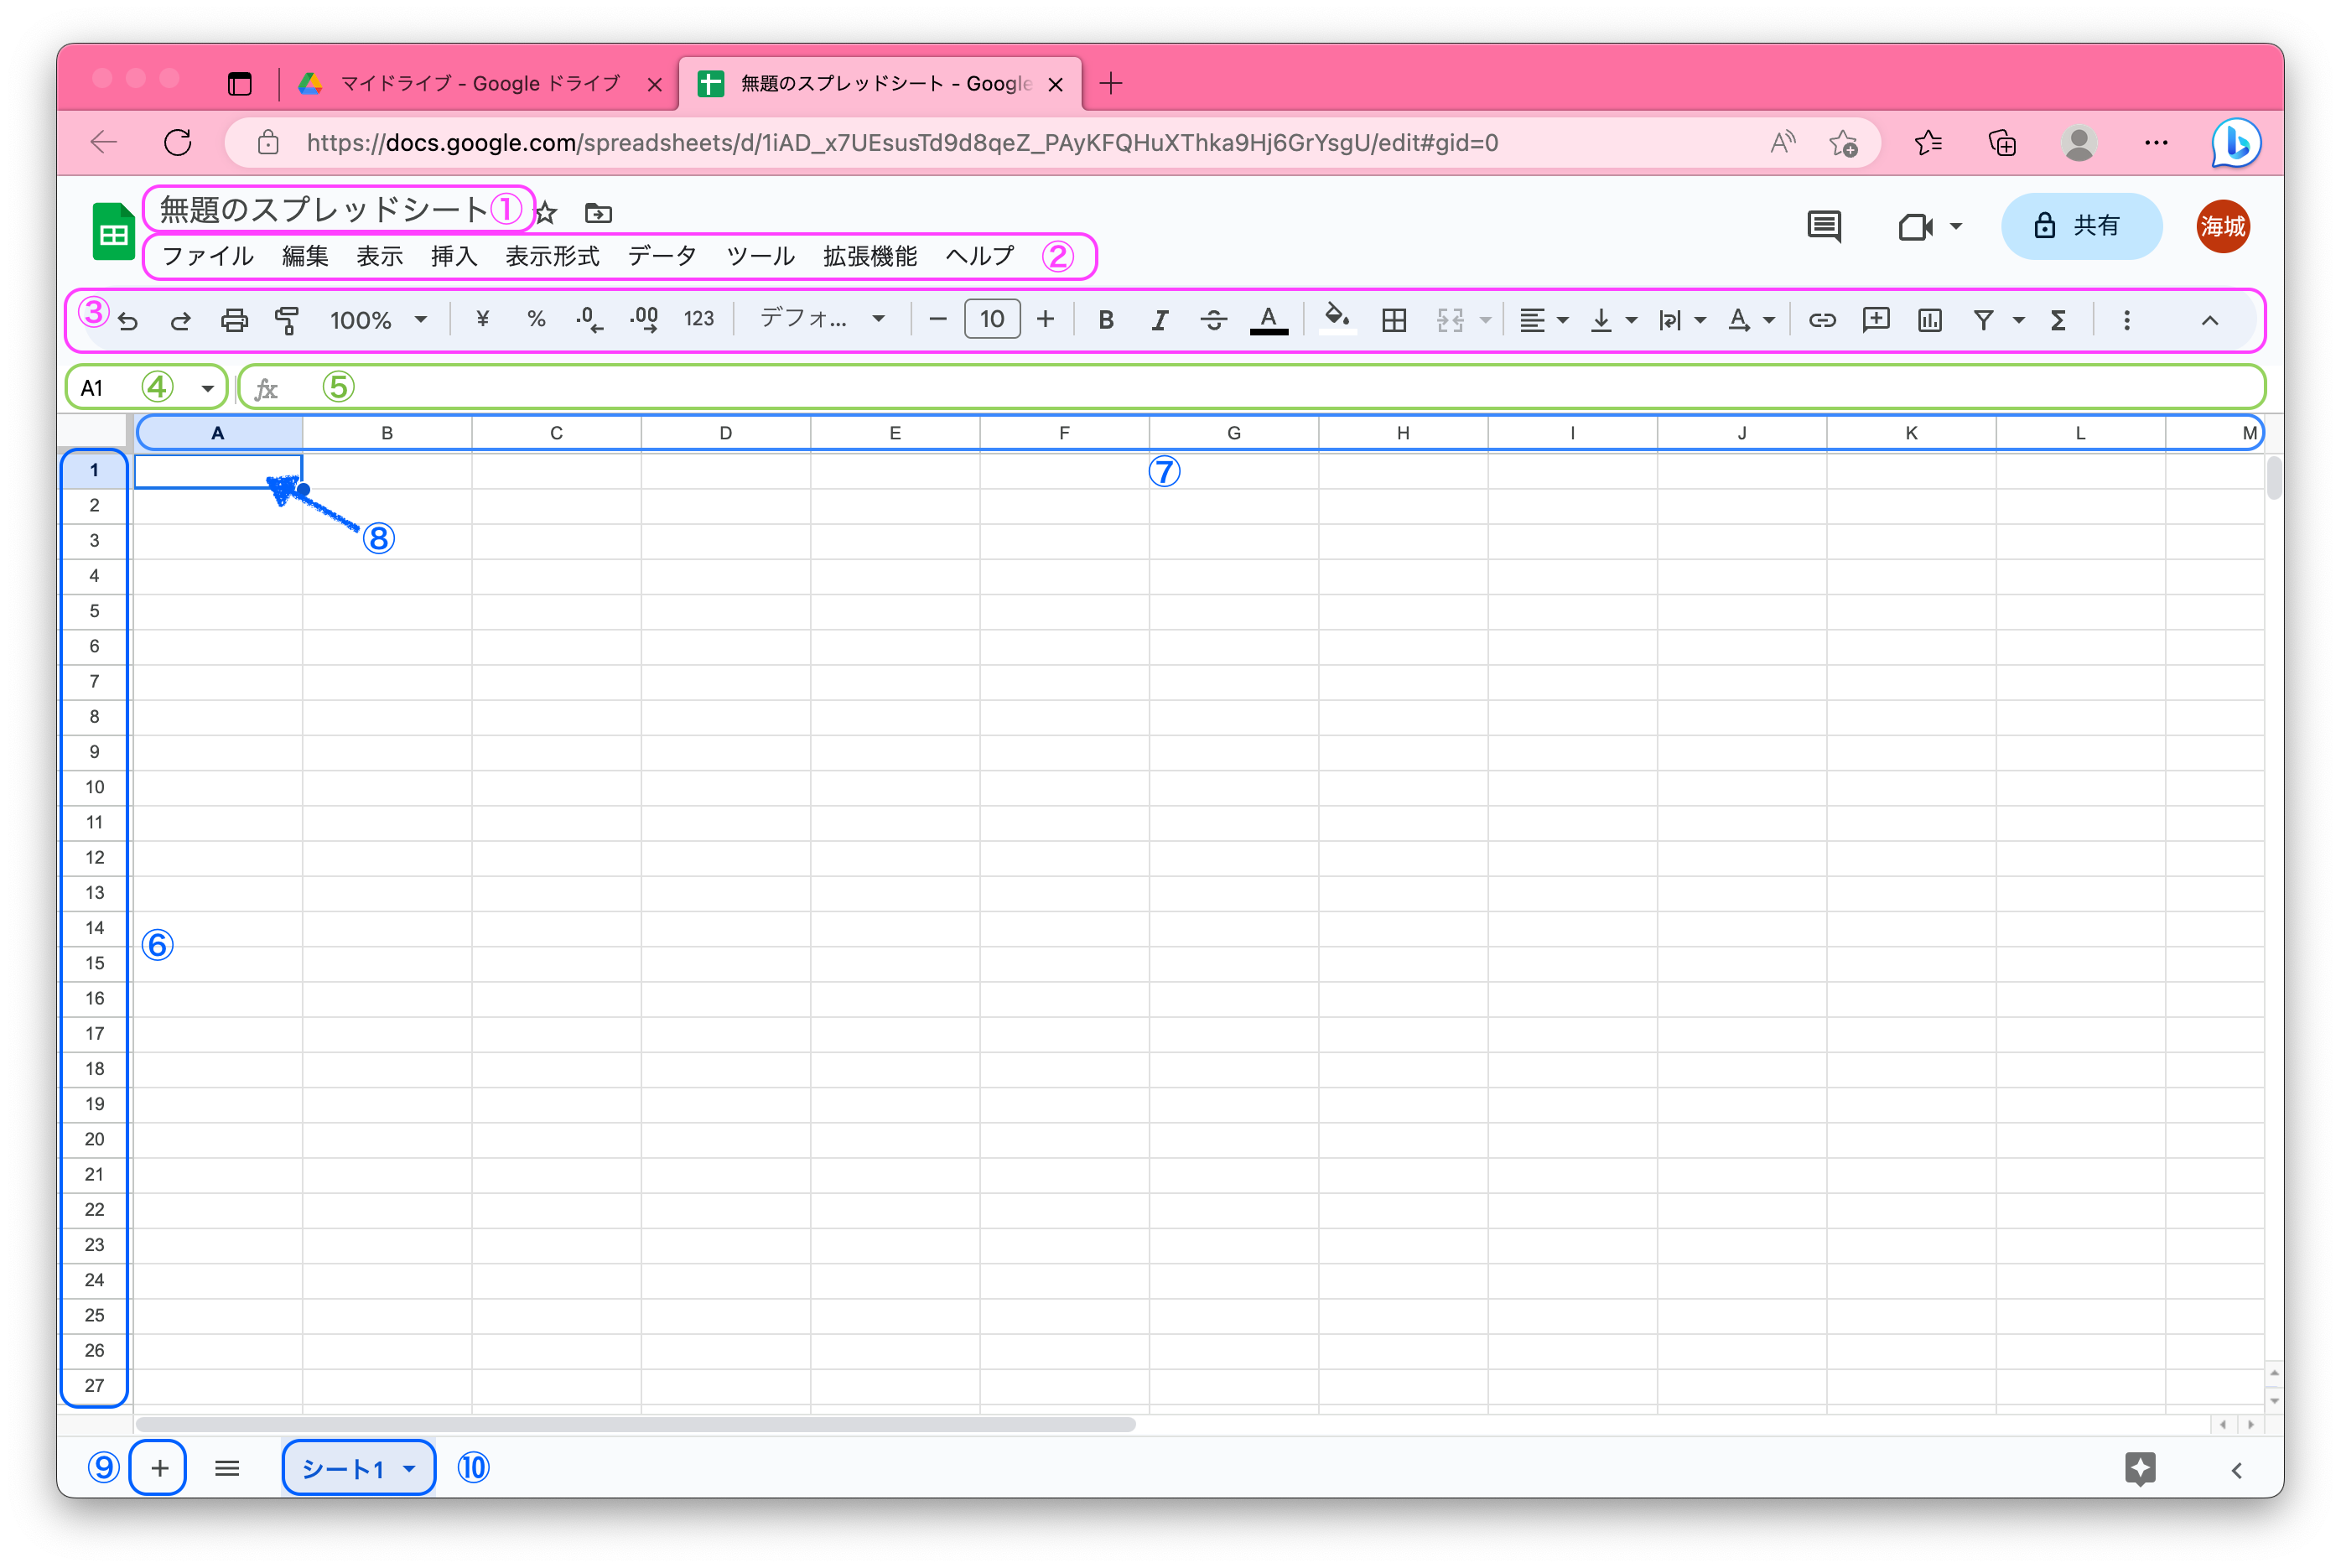 マイドライブ - Google ドライブ
無題のスプレッドシート - Google
https://docs.google.com/spreadsheets/d/1iAD_x7UEsusTd9d8qeZ_PAyKFQHuXThka9Hj6GrYsgU/edit#gid=0
無題のスプレッドシート ①
ファイル 編集 表示 挿入 表示形式 データ ツール 拡張機能 ヘルプ ②
共有
海城
③ 100% ¥ % .0 .00 123 デフォ... − 10 + B I S A
A1 ④ fx ⑤
A B C D E F G H I J K L M
1
⑦
2
3
⑧
4
5
6
7
8
9
10
11
12
13
14
⑥
15
16
17
18
19
20
21
22
23
24
25
26
27
⑨ + シート1 ⑩